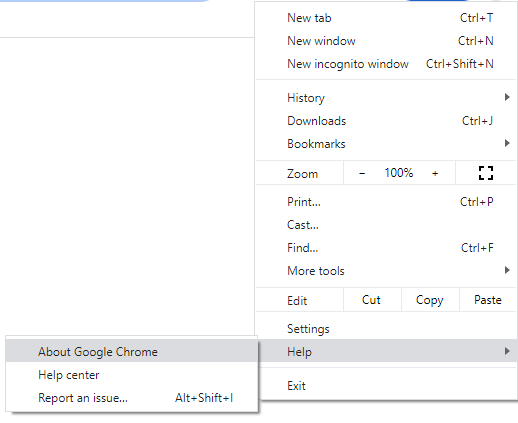 New tab Ctrl+T
New window Ctrl+N
New incognito window Ctrl+Shift+N
History
Downloads Ctrl+J
Bookmarks
Zoom − 100% +
Print... Ctrl+P
Cast...
Find... Ctrl+F
More tools
Edit Cut Copy Paste
Settings
Help
Exit
About Google Chrome
Help center
Report an issue... Alt+Shift+I